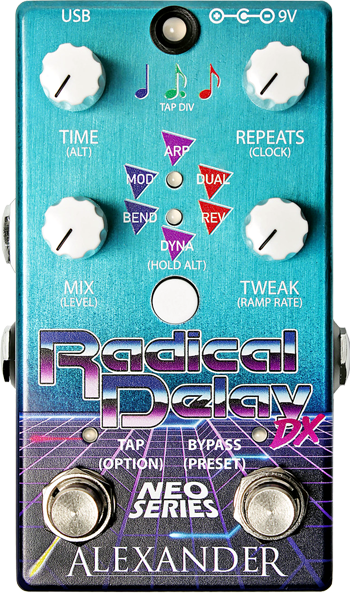 USB 9V
TAP DIV
TIME REPEATS
(ALT) (CLOCK)
ARP
MOD DUAL
BEND REV
DYNA
(HOLD ALT)
MIX TWEAK
(LEVEL) (RAMP RATE)
Radical
Delay
DX
TAP BYPASS
(OPTION) (PRESET)
NEO
SERIES
ALEXANDER